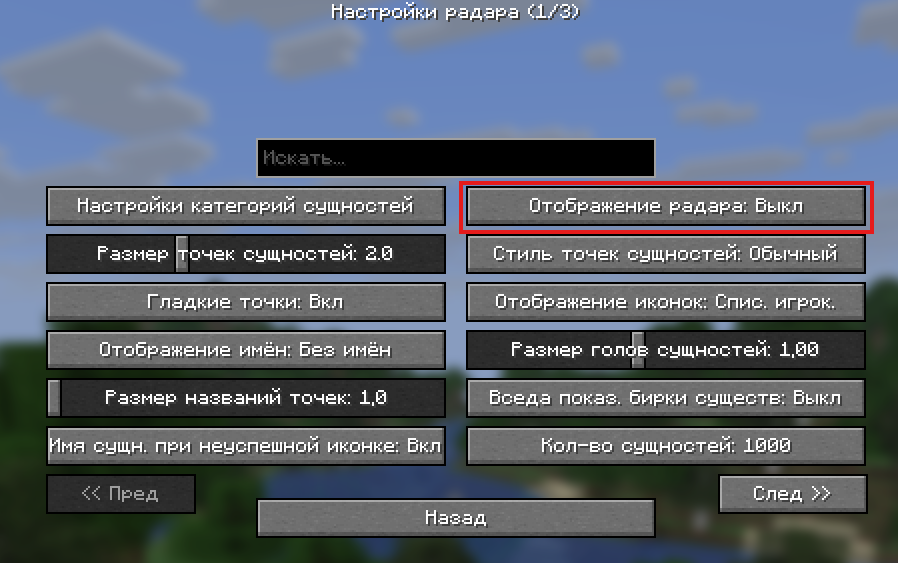 Настройки радара (1/3)
Искать...
Настройки категорий сущностей
Отображение радара: Выкл
Размер точек сущностей: 2.0
Стиль точек сущностей: Обычный
Гладкие точки: Вкл
Отображение иконок: Спис. игрок.
Отображение имён: Без имён
Размер голов сущностей: 1,00
Размер названий точек: 1,0
Вседа показ. бирки существ: Выкл
Имя сущн. при неуспешной иконке: Вкл
Кол-во сущностей: 1000
<< Пред
След >>
Назад